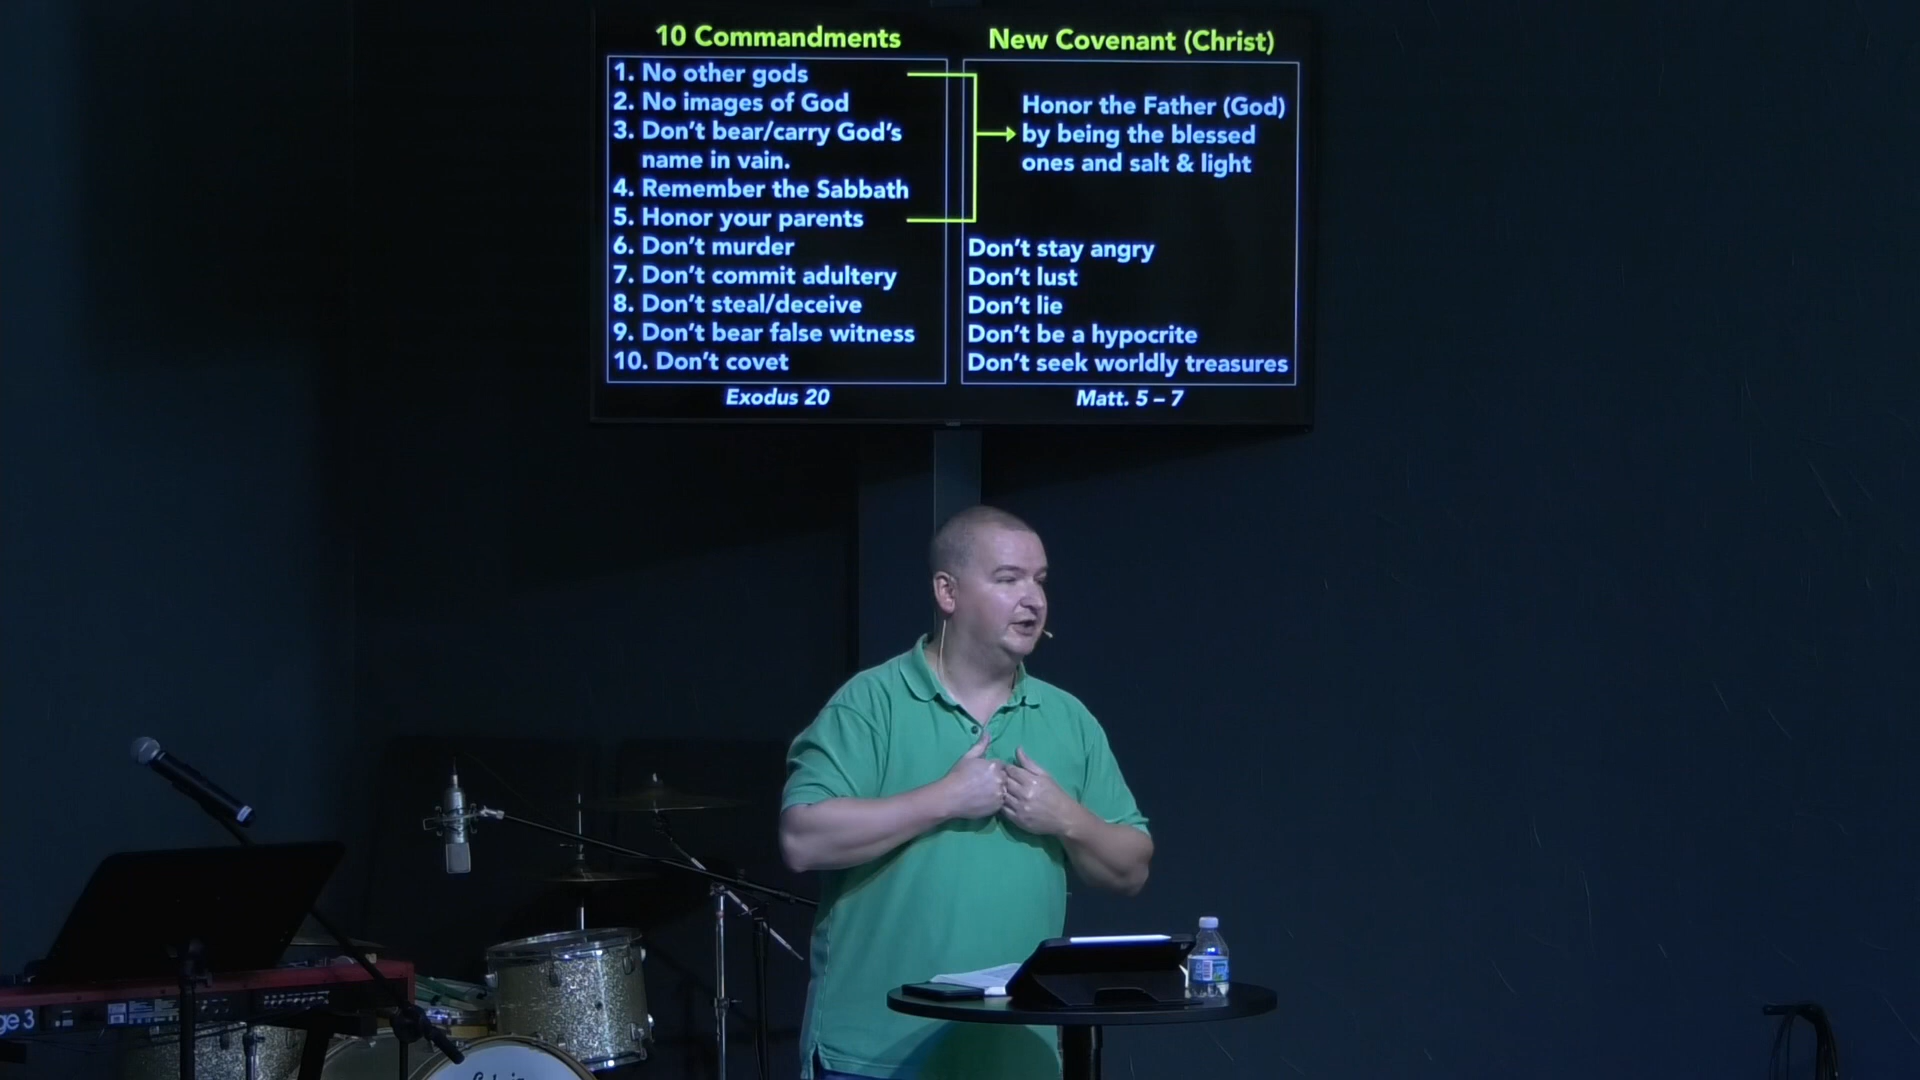 10 Commandments
1. No other gods
2. No images of God
3. Don't bear/carry God's
name in vain.
4. Remember the Sabbath
5. Honor your parents
6. Don't murder
7. Don't commit adultery
8. Don't steal/deceive
9. Don't bear false witness
10. Don't covet
Exodus 20
New Covenant (Christ)
Honor the Father (God)
by being the blessed
ones and salt & light
Don't stay angry
Don't lust
Don't lie
Don't be a hypocrite
Don't seek worldly treasures
Matt. 5 – 7
ge 3